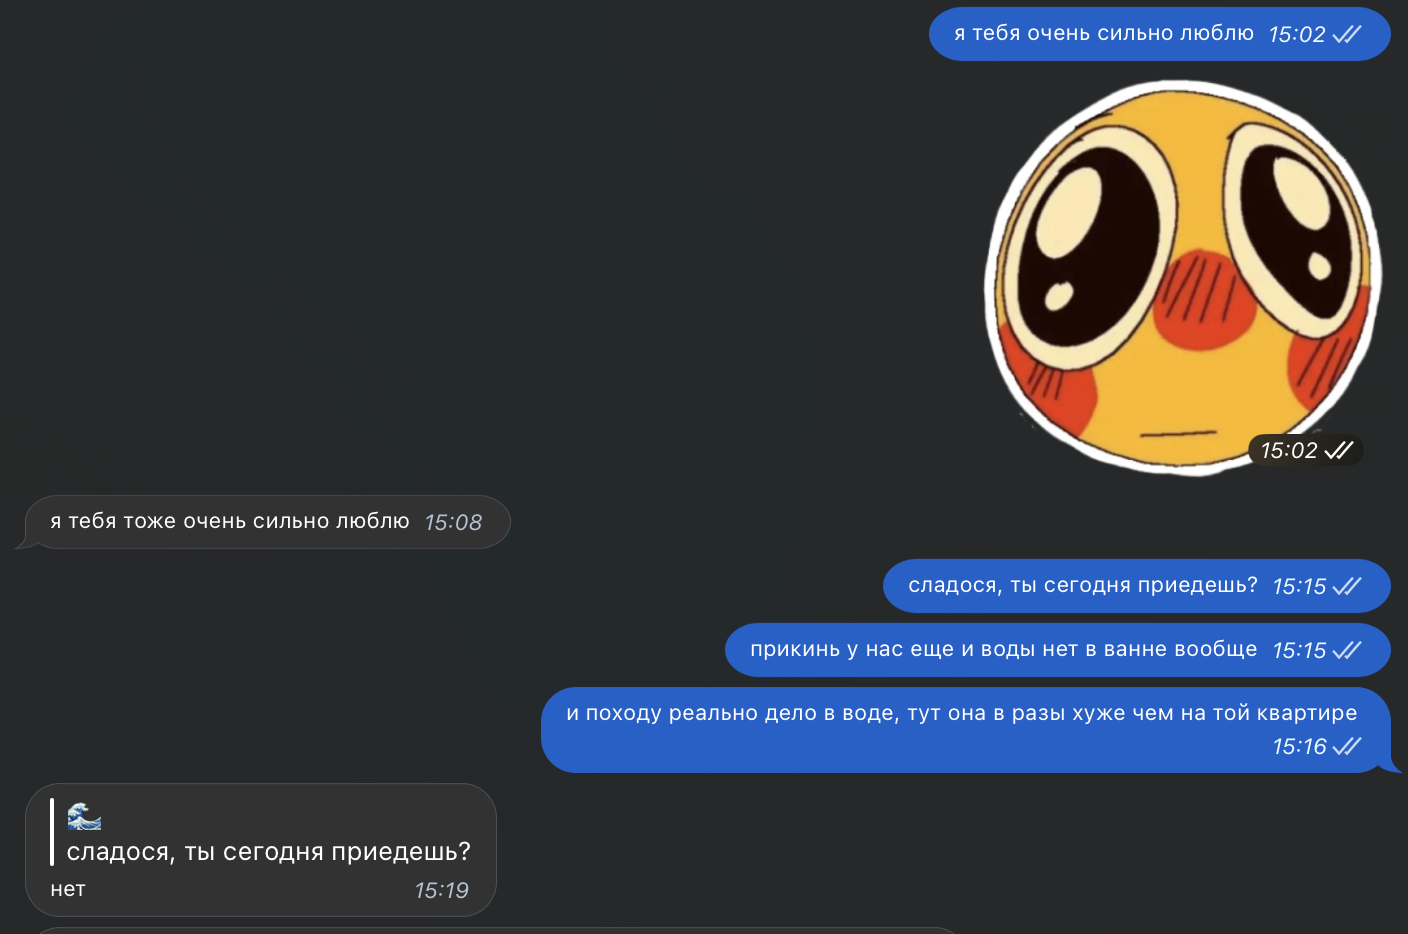 я тебя очень сильно люблю 15:02
15:02
я тебя тоже очень сильно люблю 15:08
сладося, ты сегодня приедешь? 15:15
прикинь у нас еще и воды нет в ванне вообще 15:15
и походу реально дело в воде, тут она в разы хуже чем на той квартире
15:16
🌊
сладося, ты сегодня приедешь?
нет 15:19